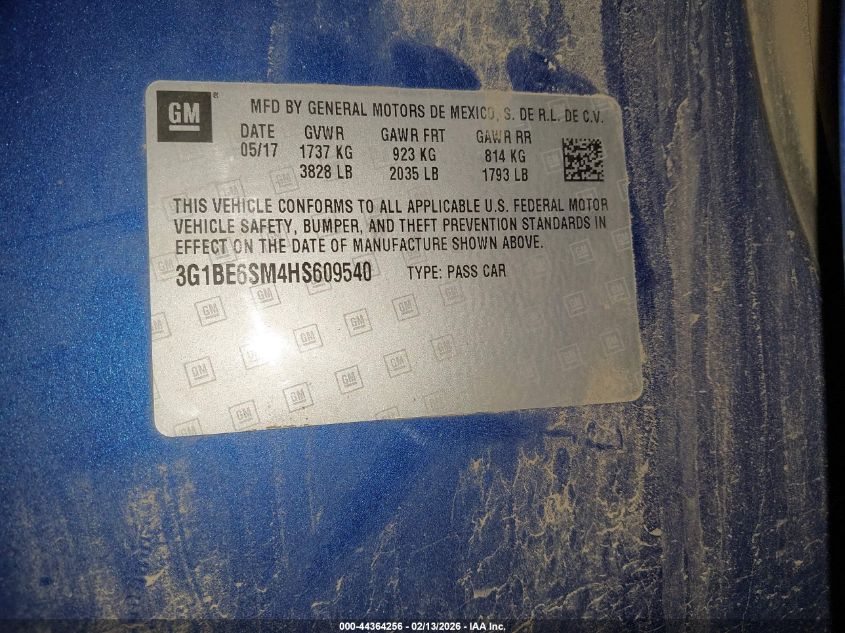 GM
MFD BY GENERAL MOTORS DE MEXICO, S. DE R.L. DE C.V.
DATE GVWR GAWR FRT GAWR RR
05/17 1737 KG 923 KG 814 KG
3828 LB 2035 LB 1793 LB
THIS VEHICLE CONFORMS TO ALL APPLICABLE U.S. FEDERAL MOTOR
VEHICLE SAFETY, BUMPER, AND THEFT PREVENTION STANDARDS IN
EFFECT ON THE DATE OF MANUFACTURE SHOWN ABOVE.
3G1BE6SM4HS609540 TYPE: PASS CAR
000-44364256 - 02/13/2026 - IAA Inc.